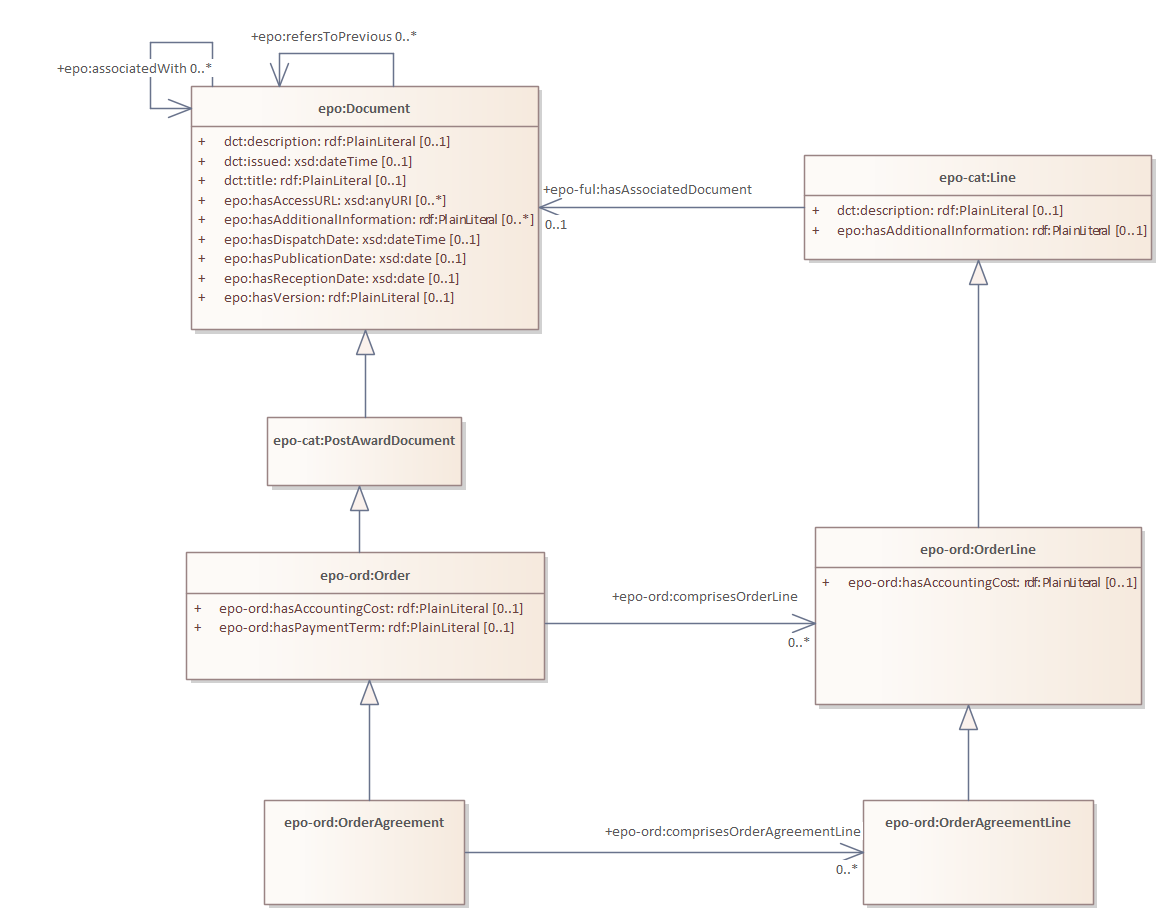 +epo:refersToPrevious 0..*
+epo:associatedWith 0..*
epo:Document
+ dct:description: rdf:PlainLiteral [0..1]
+ dct:issued: xsd:dateTime [0..1]
+ dct:title: rdf:PlainLiteral [0..1]
+ epo:hasAccessURL: xsd:anyURI [0..*]
+ epo:hasAdditionalInformation: rdf:PlainLiteral [0..*]
+ epo:hasDispatchDate: xsd:dateTime [0..1]
+ epo:hasPublicationDate: xsd:date [0..1]
+ epo:hasReceptionDate: xsd:date [0..1]
+ epo:hasVersion: rdf:PlainLiteral [0..1]
+epo-ful:hasAssociatedDocument
0..1
epo-cat:Line
+ dct:description: rdf:PlainLiteral [0..1]
+ epo:hasAdditionalInformation: rdf:PlainLiteral [0..1]
epo-cat:PostAwardDocument
epo-ord:Order
+ epo-ord:hasAccountingCost: rdf:PlainLiteral [0..1]
+ epo-ord:hasPaymentTerm: rdf:PlainLiteral [0..1]
+epo-ord:comprisesOrderLine
0..*
epo-ord:OrderLine
+ epo-ord:hasAccountingCost: rdf:PlainLiteral [0..1]
epo-ord:OrderAgreement
+epo-ord:comprisesOrderAgreementLine
0..*
epo-ord:OrderAgreementLine